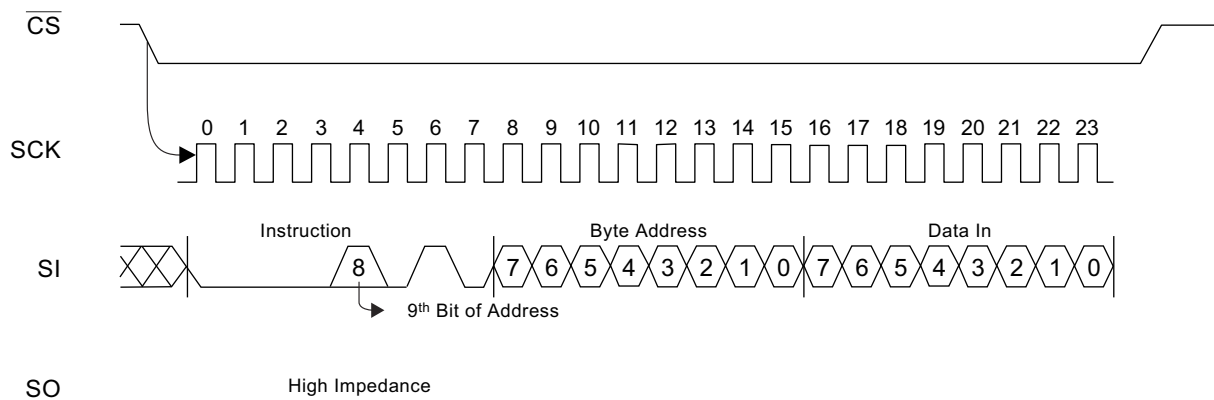 CS
0 1 2 3 4 5 6 7 8 9 10 11 12 13 14 15 16 17 18 19 20 21 22 23
SCK
Instruction Byte Address Data In
SI 8 7 6 5 4 3 2 1 0 7 6 5 4 3 2 1 0
9th Bit of Address
SO High Impedance